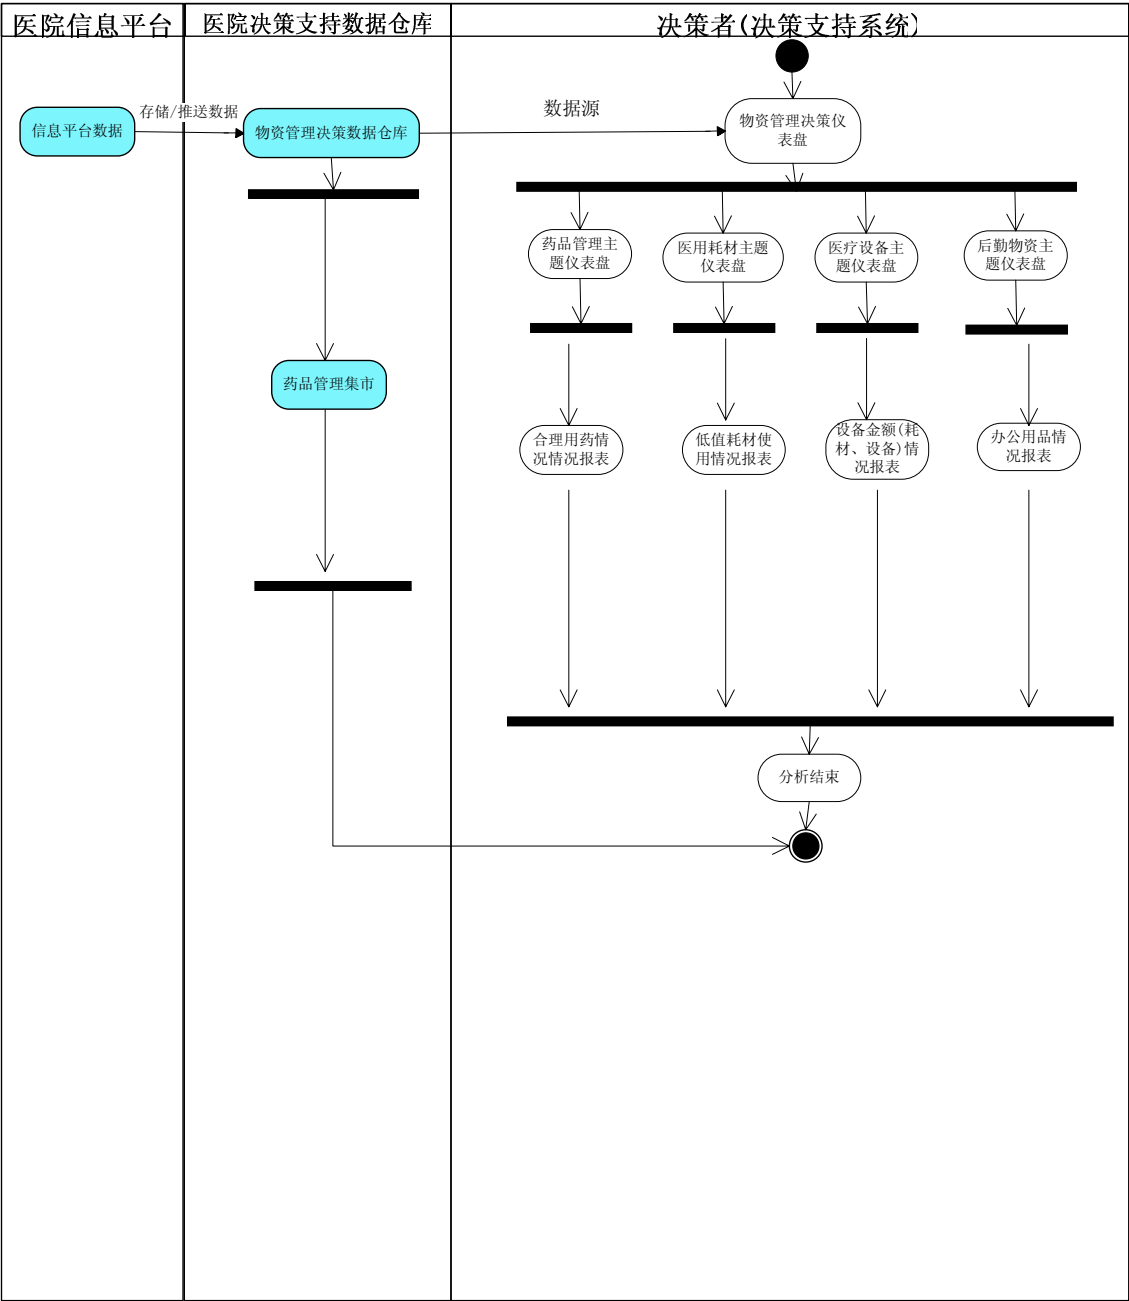 医院信息平台
医院决策支持数据仓库
决策者(决策支持系统)
存储/推送数据
数据源
信息平台数据
物资管理决策数据仓库
物资管理决策仪
表盘
药品管理主
题仪表盘
医用耗材主题
仪表盘
医疗设备主
题仪表盘
后勤物资主
题仪表盘
药品管理集市
合理用药情
况情况报表
低值耗材使
用情况报表
设备金额(耗
材、设备)情
况报表
办公用品情
况报表
分析结束